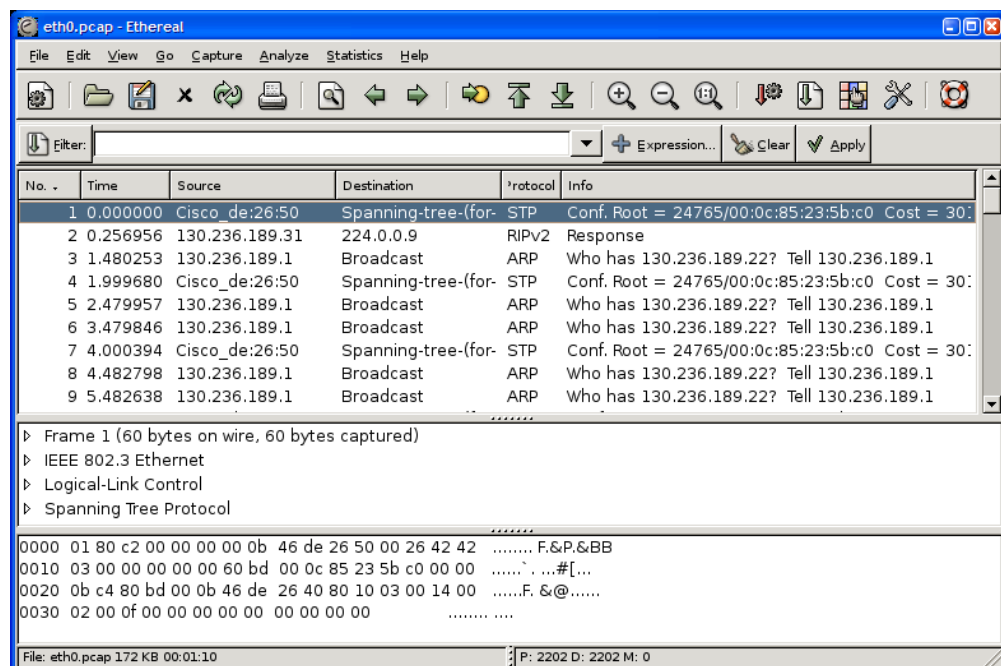 eth0.pcap - Ethereal
File Edit View Go Capture Analyze Statistics Help
Filter: Expression... Clear Apply
No. Time Source Destination Protocol Info
1 0.000000 Cisco_de:26:50 Spanning-tree-(for- STP Conf. Root = 24765/00:0c:85:23:5b:c0 Cost = 301
2 0.256956 130.236.189.31 224.0.0.9 RIPv2 Response
3 1.480253 130.236.189.1 Broadcast ARP Who has 130.236.189.22? Tell 130.236.189.1
4 1.999680 Cisco_de:26:50 Spanning-tree-(for- STP Conf. Root = 24765/00:0c:85:23:5b:c0 Cost = 301
5 2.479957 130.236.189.1 Broadcast ARP Who has 130.236.189.22? Tell 130.236.189.1
6 3.479846 130.236.189.1 Broadcast ARP Who has 130.236.189.22? Tell 130.236.189.1
7 4.000394 Cisco_de:26:50 Spanning-tree-(for- STP Conf. Root = 24765/00:0c:85:23:5b:c0 Cost = 301
8 4.482798 130.236.189.1 Broadcast ARP Who has 130.236.189.22? Tell 130.236.189.1
9 5.482638 130.236.189.1 Broadcast ARP Who has 130.236.189.22? Tell 130.236.189.1
Frame 1 (60 bytes on wire, 60 bytes captured)
IEEE 802.3 Ethernet
Logical-Link Control
Spanning Tree Protocol
0000 01 80 c2 00 00 00 00 0b 46 de 26 50 00 26 42 42 ........ F.&P.&BB
0010 03 00 00 00 00 00 60 bd 00 0c 85 23 5b c0 00 00 ......`. ...#[...
0020 0b c4 80 bd 00 0b 46 de 26 40 80 10 03 00 14 00 ......F. &@......
0030 02 00 0f 00 00 00 00 00 00 00 00 00 ........ ....
File: eth0.pcap 172 KB 00:01:10 P: 2202 D: 2202 M: 0